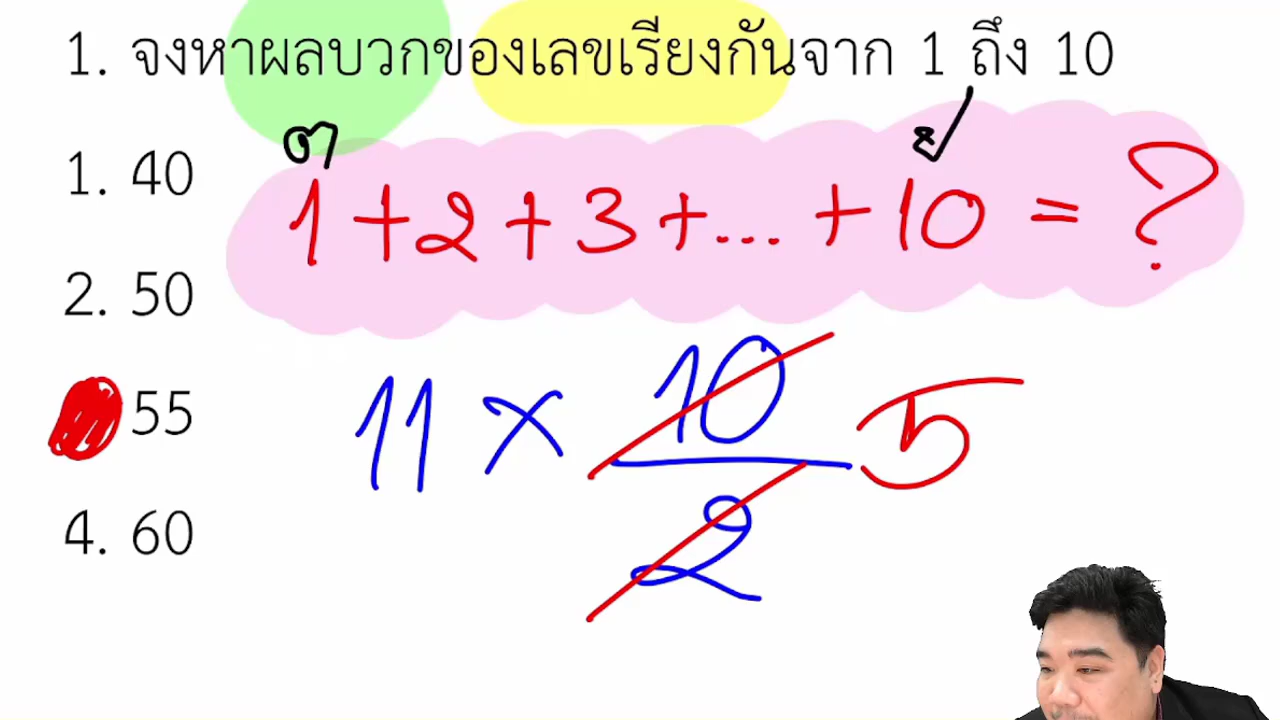 1. จงหาผลบวกของเลขเรียงกันจาก 1 ถึง 10
ต ป
1. 40
1 + 2 + 3 + ... + 10 = ?
2. 50
55
11 × 10/2 5
4. 60